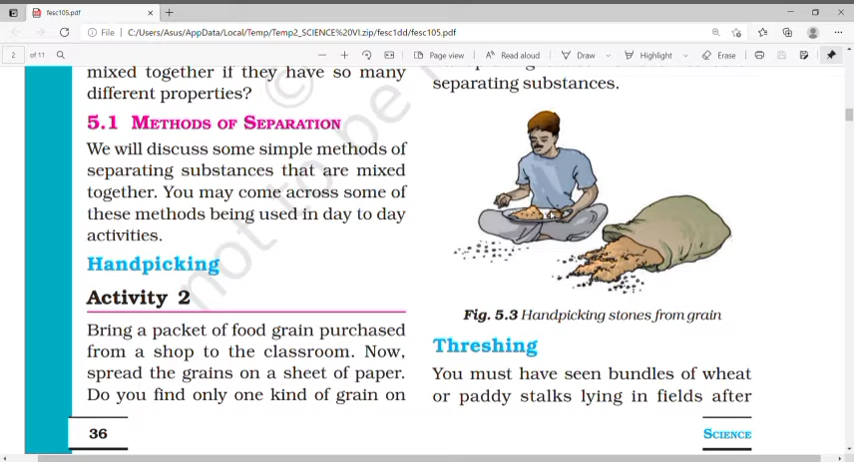 fesc105.pdf
File
C:/Users/Asus/AppData/Local/Temp/Temp2_SCIENCE%20VI.zip/fesc1dd/fesc105.pdf
2 of 11
Page view
Read aloud
Draw
Highlight
Erase
mixed together if they have so many
different properties?
5.1 METHODS OF SEPARATION
We will discuss some simple methods of
separating substances that are mixed
together. You may come across some of
these methods being used in day to day
activities.
Handpicking
Activity 2
Bring a packet of food grain purchased
from a shop to the classroom. Now,
spread the grains on a sheet of paper.
Do you find only one kind of grain on
36
separating substances.
Fig. 5.3 Handpicking stones from grain
Threshing
You must have seen bundles of wheat
or paddy stalks lying in fields after
SCIENCE
©
not to be